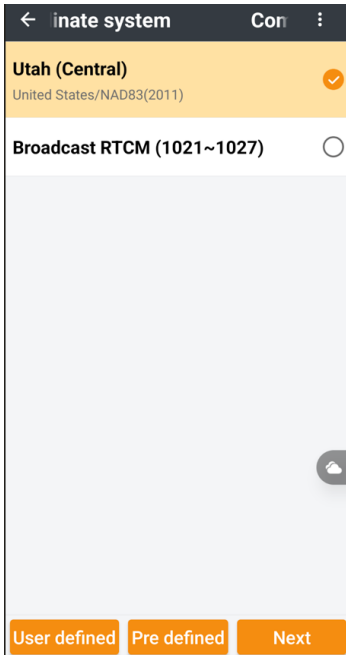 inate system Con
Utah (Central)
United States/NAD83(2011)
Broadcast RTCM (1021~1027)
User defined Pre defined Next